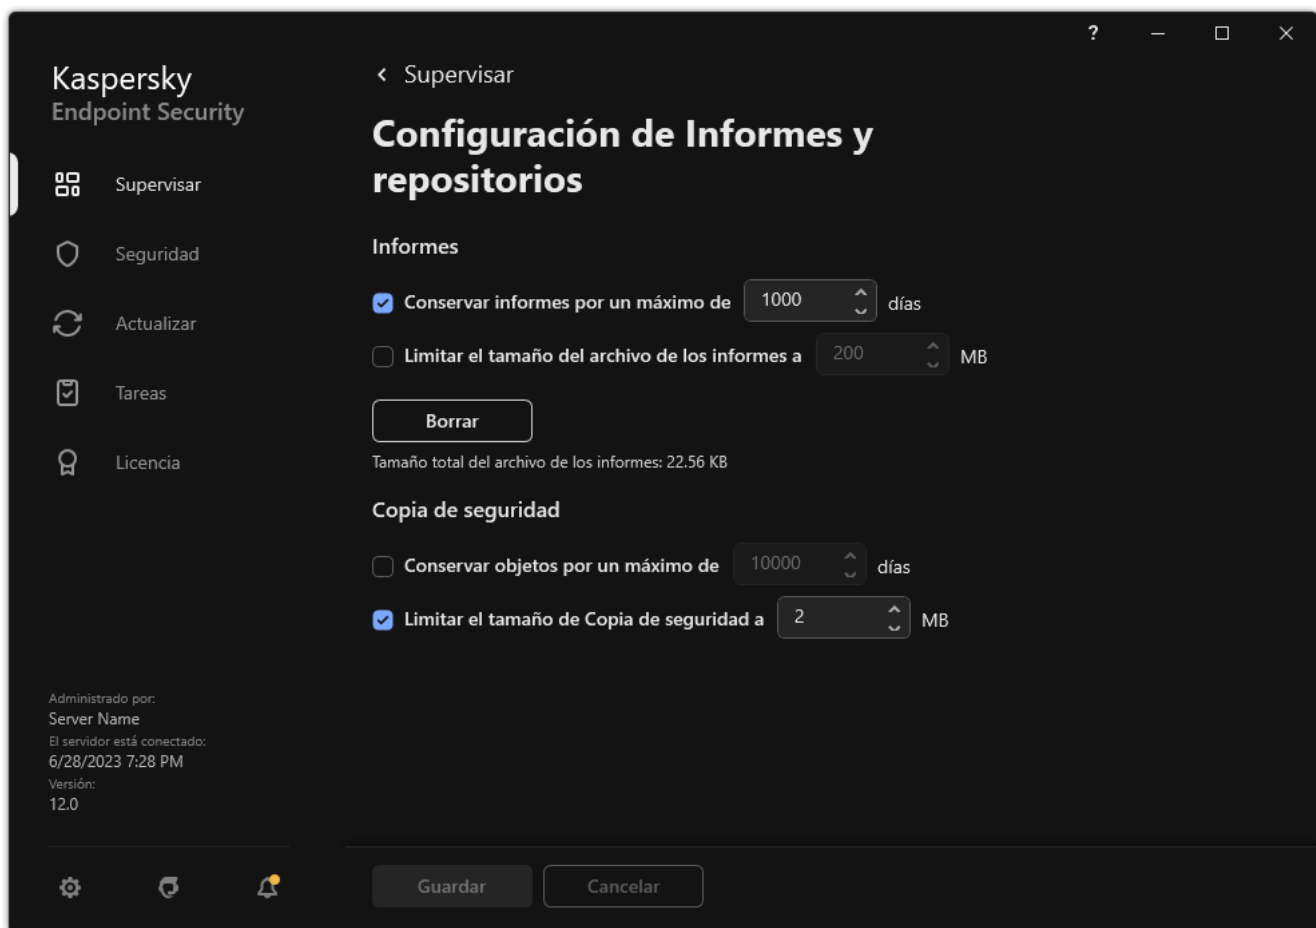 ?
Kaspersky
Endpoint Security
Supervisar
Seguridad
Actualizar
Tareas
Licencia
Administrado por:
Server Name
El servidor está conectado:
6/28/2023 7:28 PM
Versión:
12.0
Supervisar
Configuración de Informes y
repositorios
Informes
Conservar informes por un máximo de 1000 días
Limitar el tamaño del archivo de los informes a 200 MB
Borrar
Tamaño total del archivo de los informes: 22.56 KB
Copia de seguridad
Conservar objetos por un máximo de 10000 días
Limitar el tamaño de Copia de seguridad a 2 MB
Guardar Cancelar